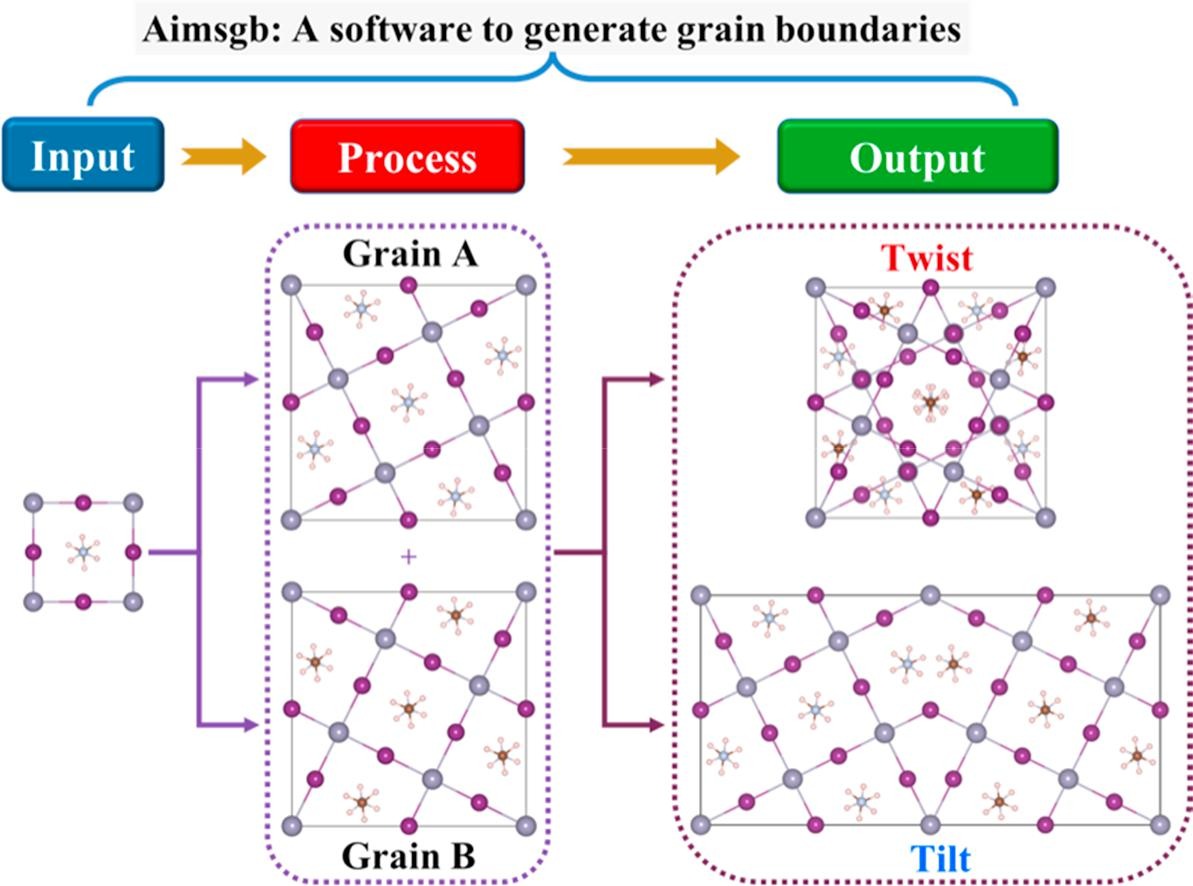 Aimsgb: A software to generate grain boundaries
Input
Process
Output
Grain A
Twist
+
Grain B
Tilt